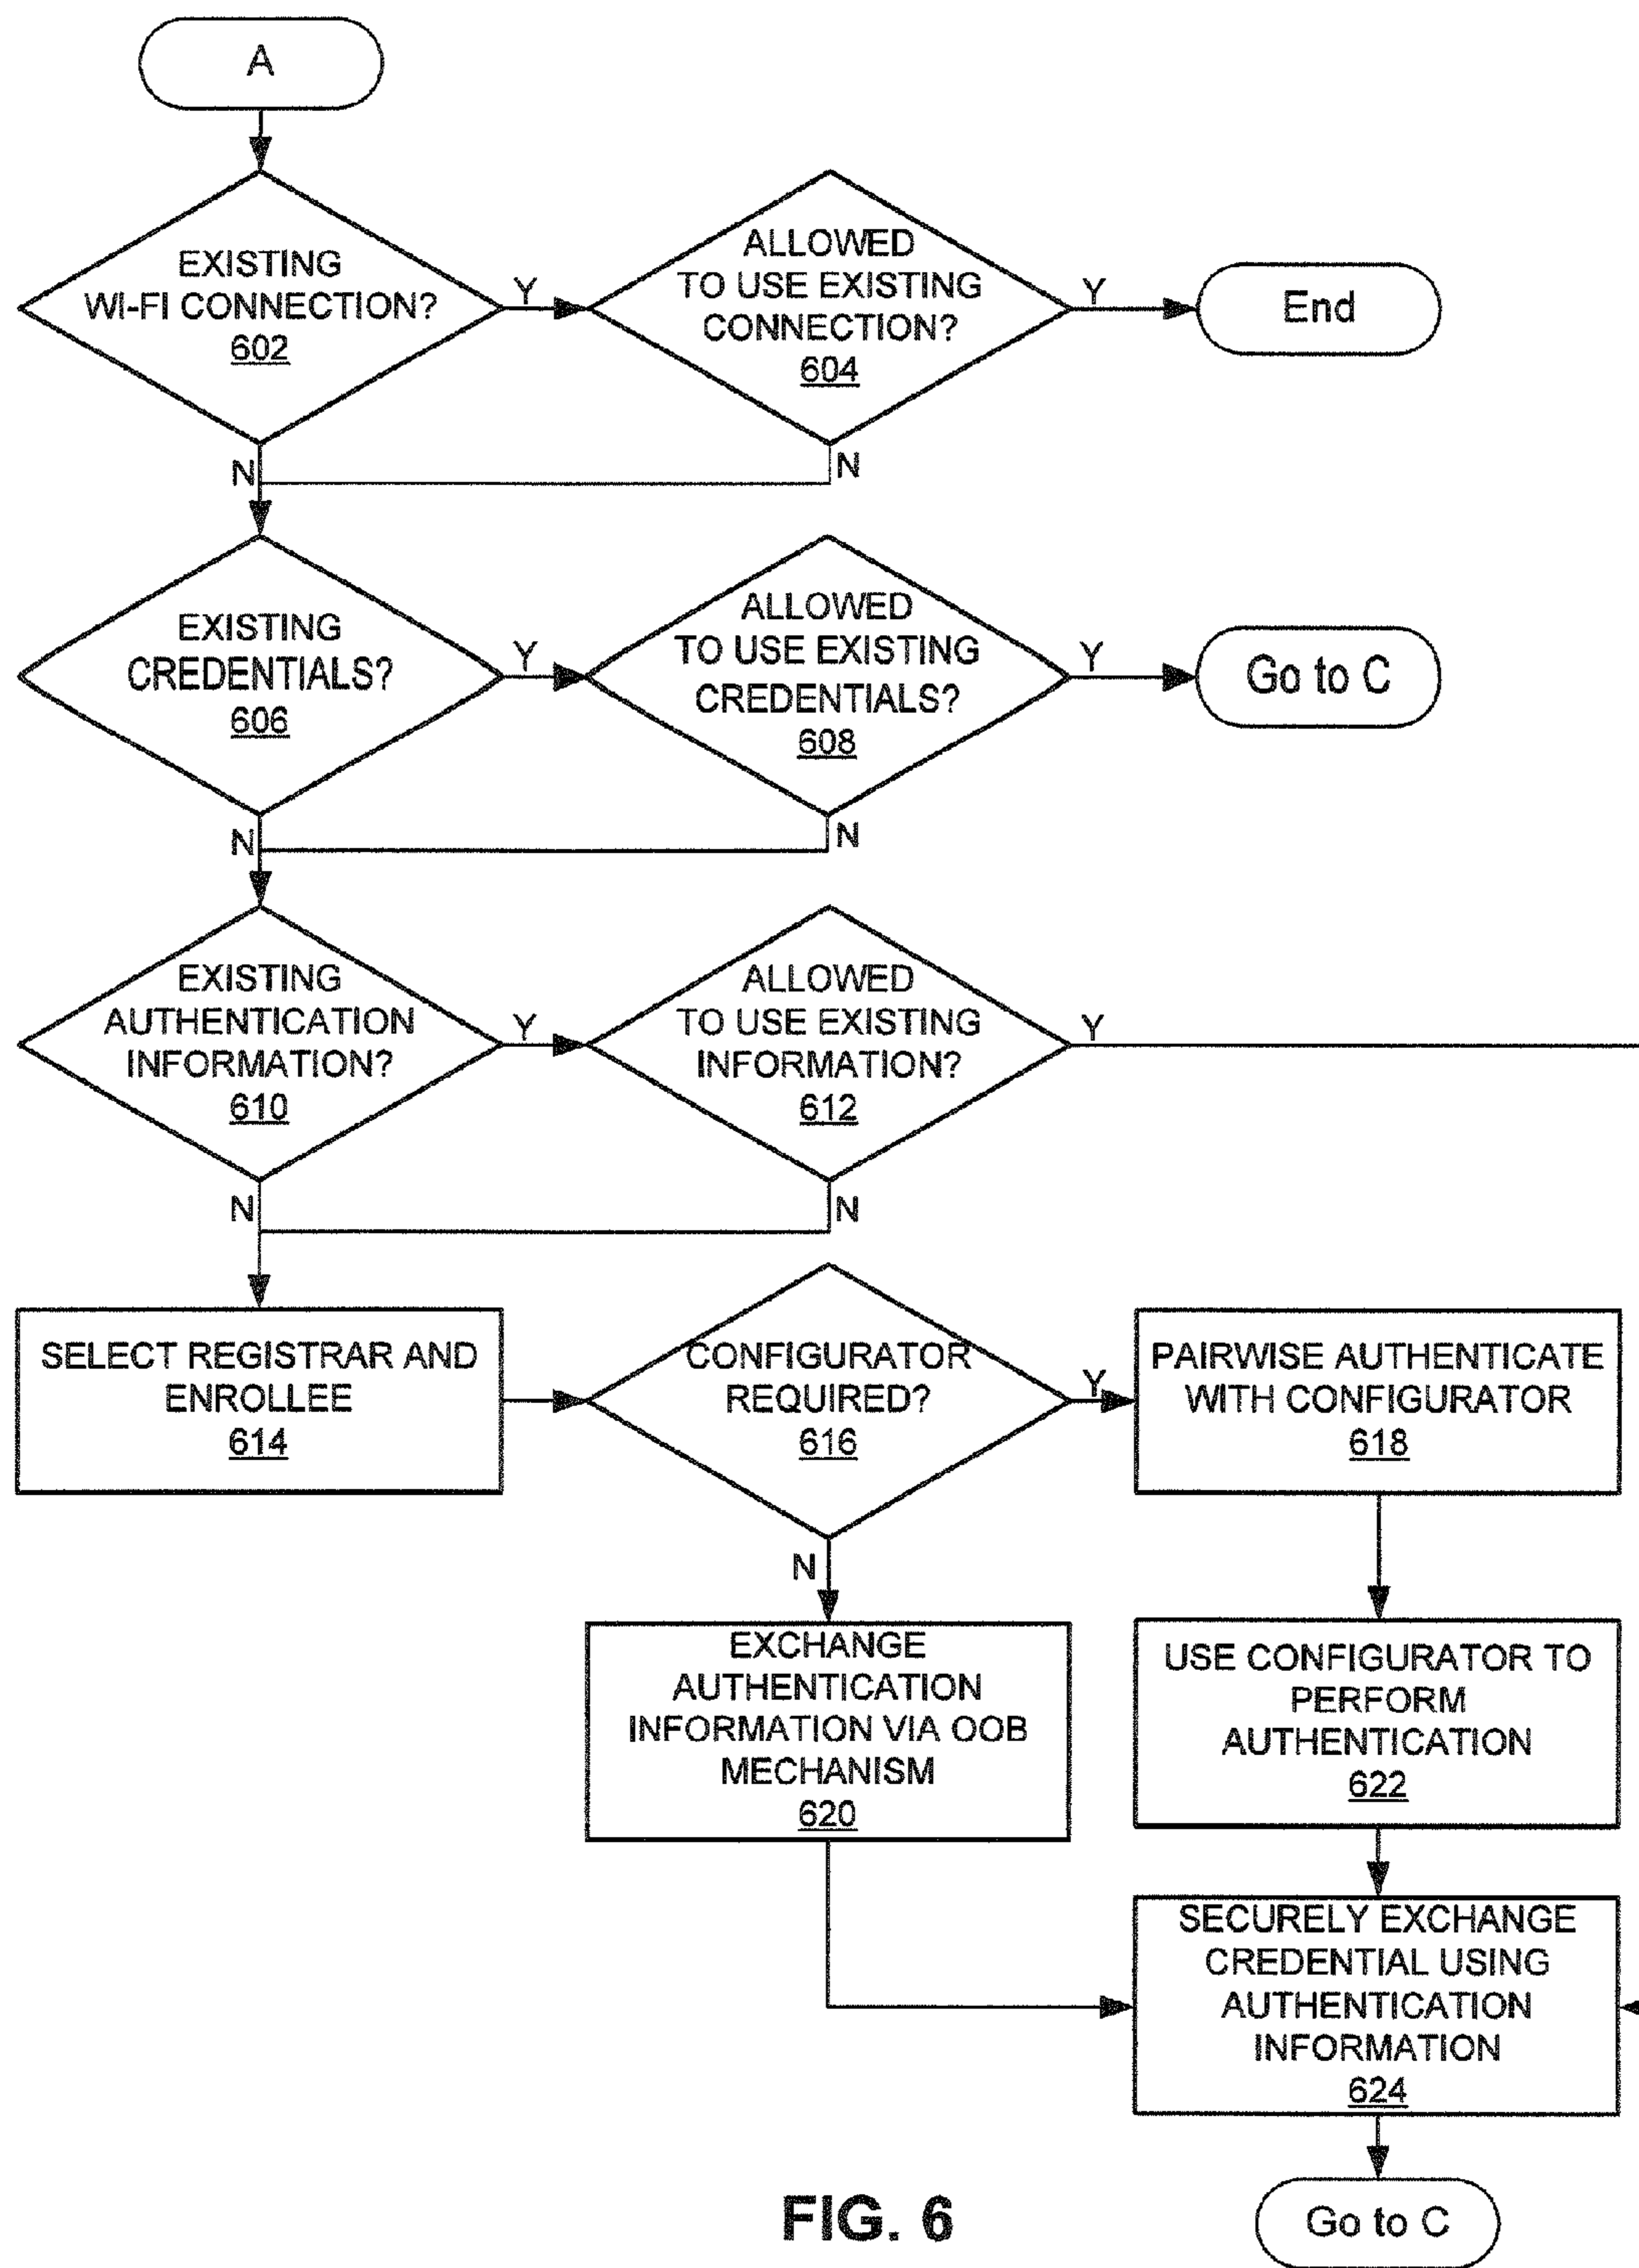 A
EXISTING
WI-FI CONNECTION?
602
Y
ALLOWED
TO USE EXISTING
CONNECTION?
604
Y
End
N
N
EXISTING
CREDENTIALS?
606
Y
ALLOWED
TO USE EXISTING
CREDENTIALS?
608
Y
Go to C
N
N
EXISTING
AUTHENTICATION
INFORMATION?
610
Y
ALLOWED
TO USE EXISTING
INFORMATION?
612
Y
N
N
SELECT REGISTRAR AND
ENROLLEE
614
CONFIGURATOR
REQUIRED?
616
Y
PAIRWISE AUTHENTICATE
WITH CONFIGURATOR
618
N
EXCHANGE
AUTHENTICATION
INFORMATION VIA OOB
MECHANISM
620
USE CONFIGURATOR TO
PERFORM
AUTHENTICATION
622
SECURELY EXCHANGE
CREDENTIAL USING
AUTHENTICATION
INFORMATION
624
Go to C
FIG. 6